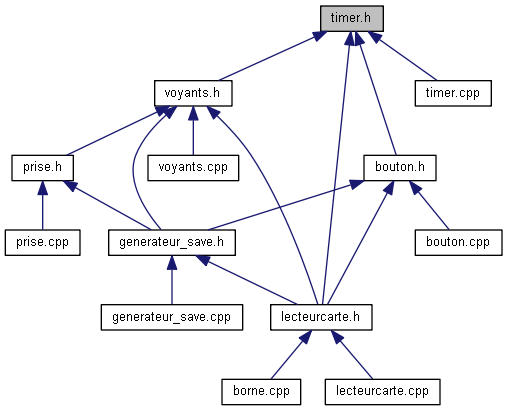 timer.h
voyants.h
timer.cpp
prise.h
voyants.cpp
bouton.h
prise.cpp
generateur_save.h
bouton.cpp
generateur_save.cpp
lecteurcarte.h
borne.cpp
lecteurcarte.cpp